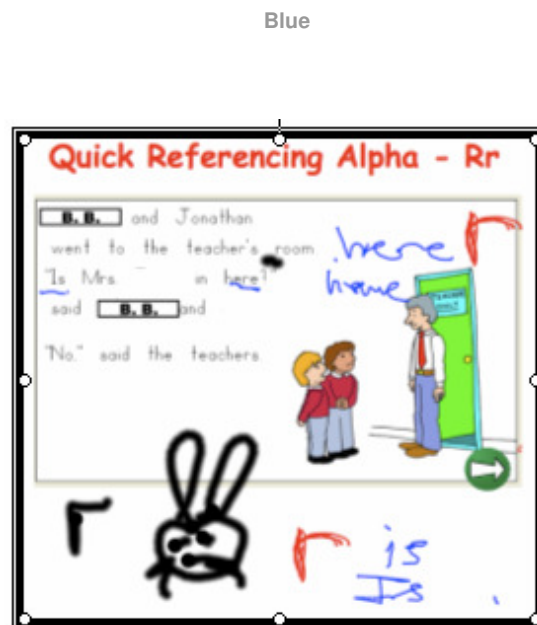 Blue
Quick Referencing Alpha - Rr
B. B. and Jonathan
went to the teacher's room
"Is Mrs. in here?"
said B. B. and
"No." said the teachers
here r
home
r r is
Is